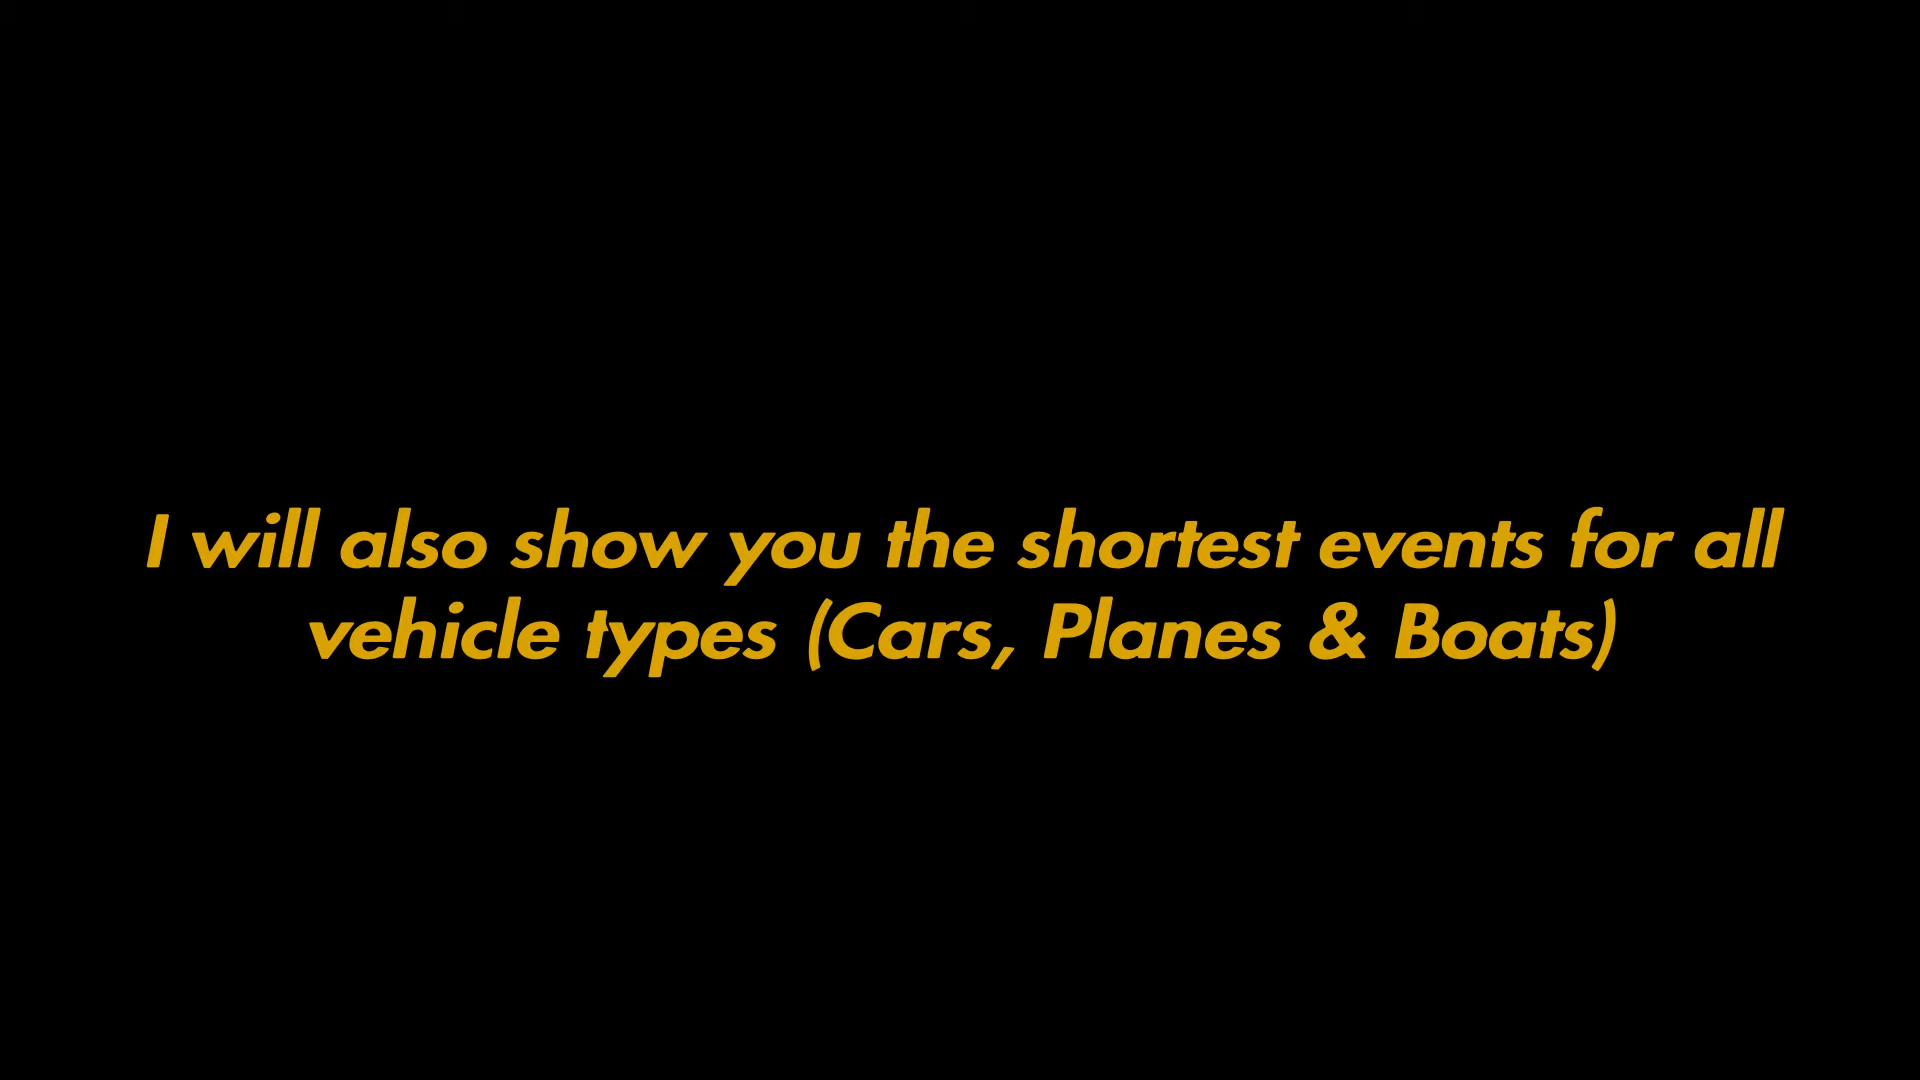 I will also show you the shortest events for all
vehicle types (Cars, Planes & Boats)